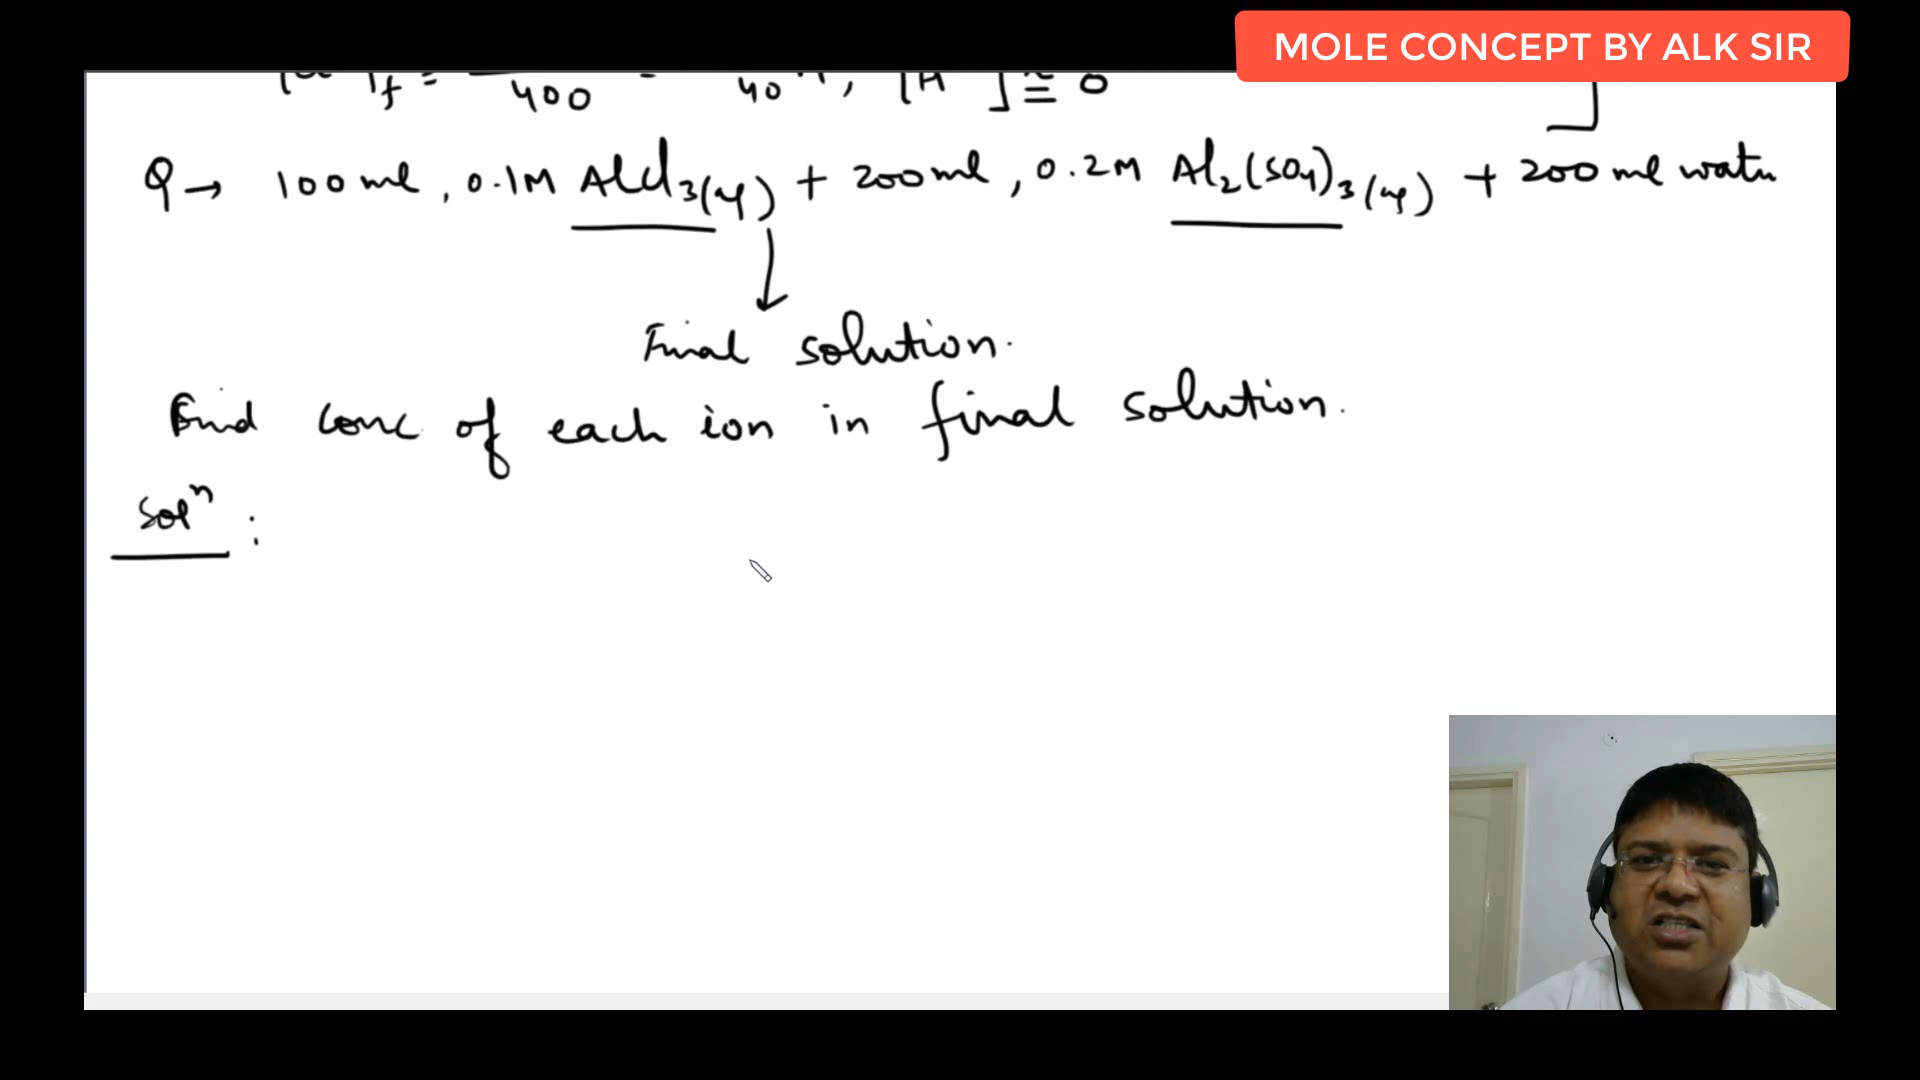 MOLE CONCEPT BY ALK SIR
]f = 400 40 , [H ] ≅ 0
Q → 100 ml, 0.1M AlCl3(aq) + 200 ml, 0.2M Al2(SO4)3(aq) + 200 ml water
Final solution.
Find conc of each ion in final solution.
Solⁿ :